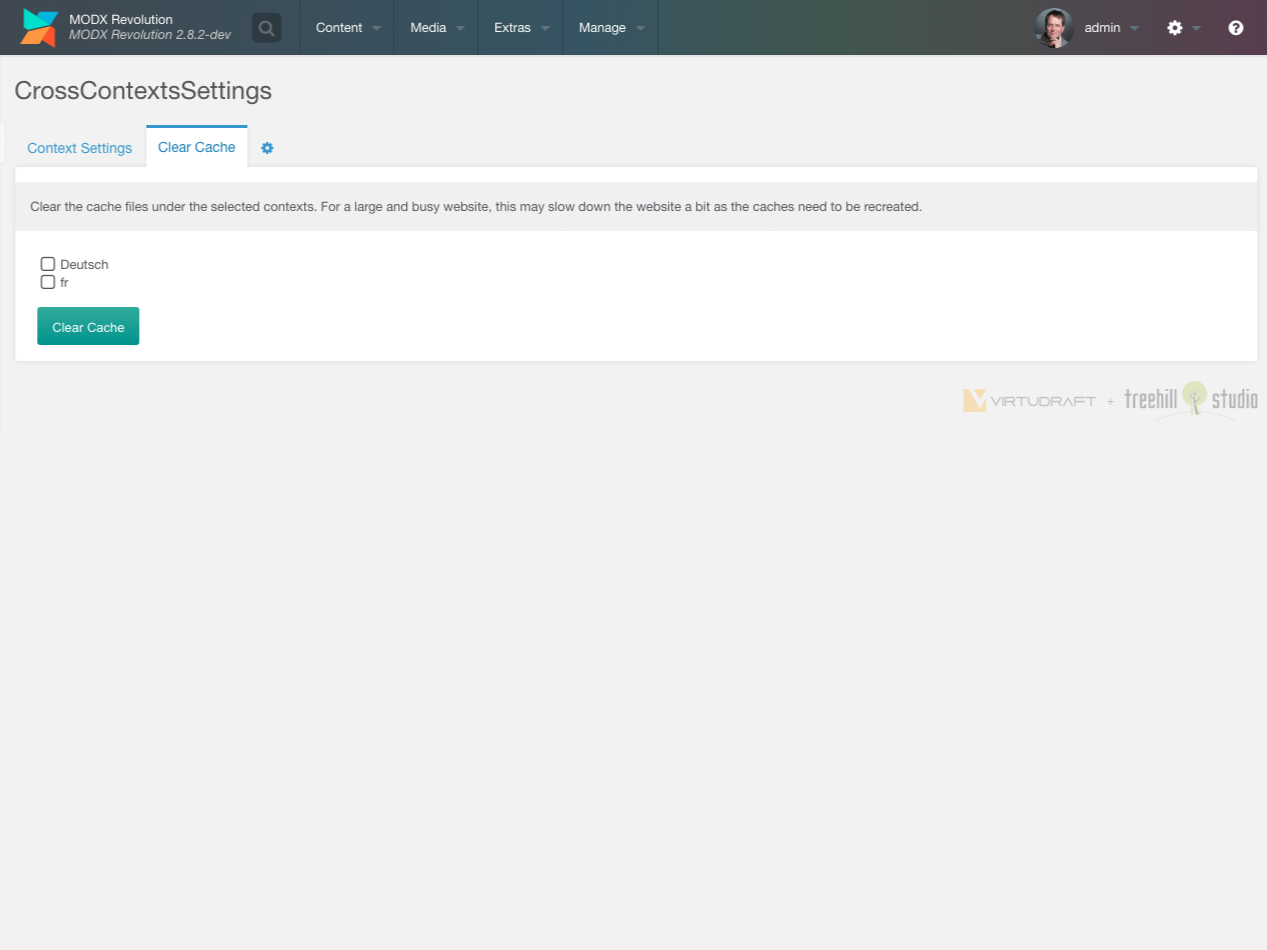 MODX Revolution
MODX Revolution 2.8.2-dev
Content
Media
Extras
Manage
admin
CrossContextsSettings
Context Settings
Clear Cache
Clear the cache files under the selected contexts. For a large and busy website, this may slow down the website a bit as the caches need to be recreated.
Deutsch
fr
Clear Cache
VIRTUDRAFT + treehill studio